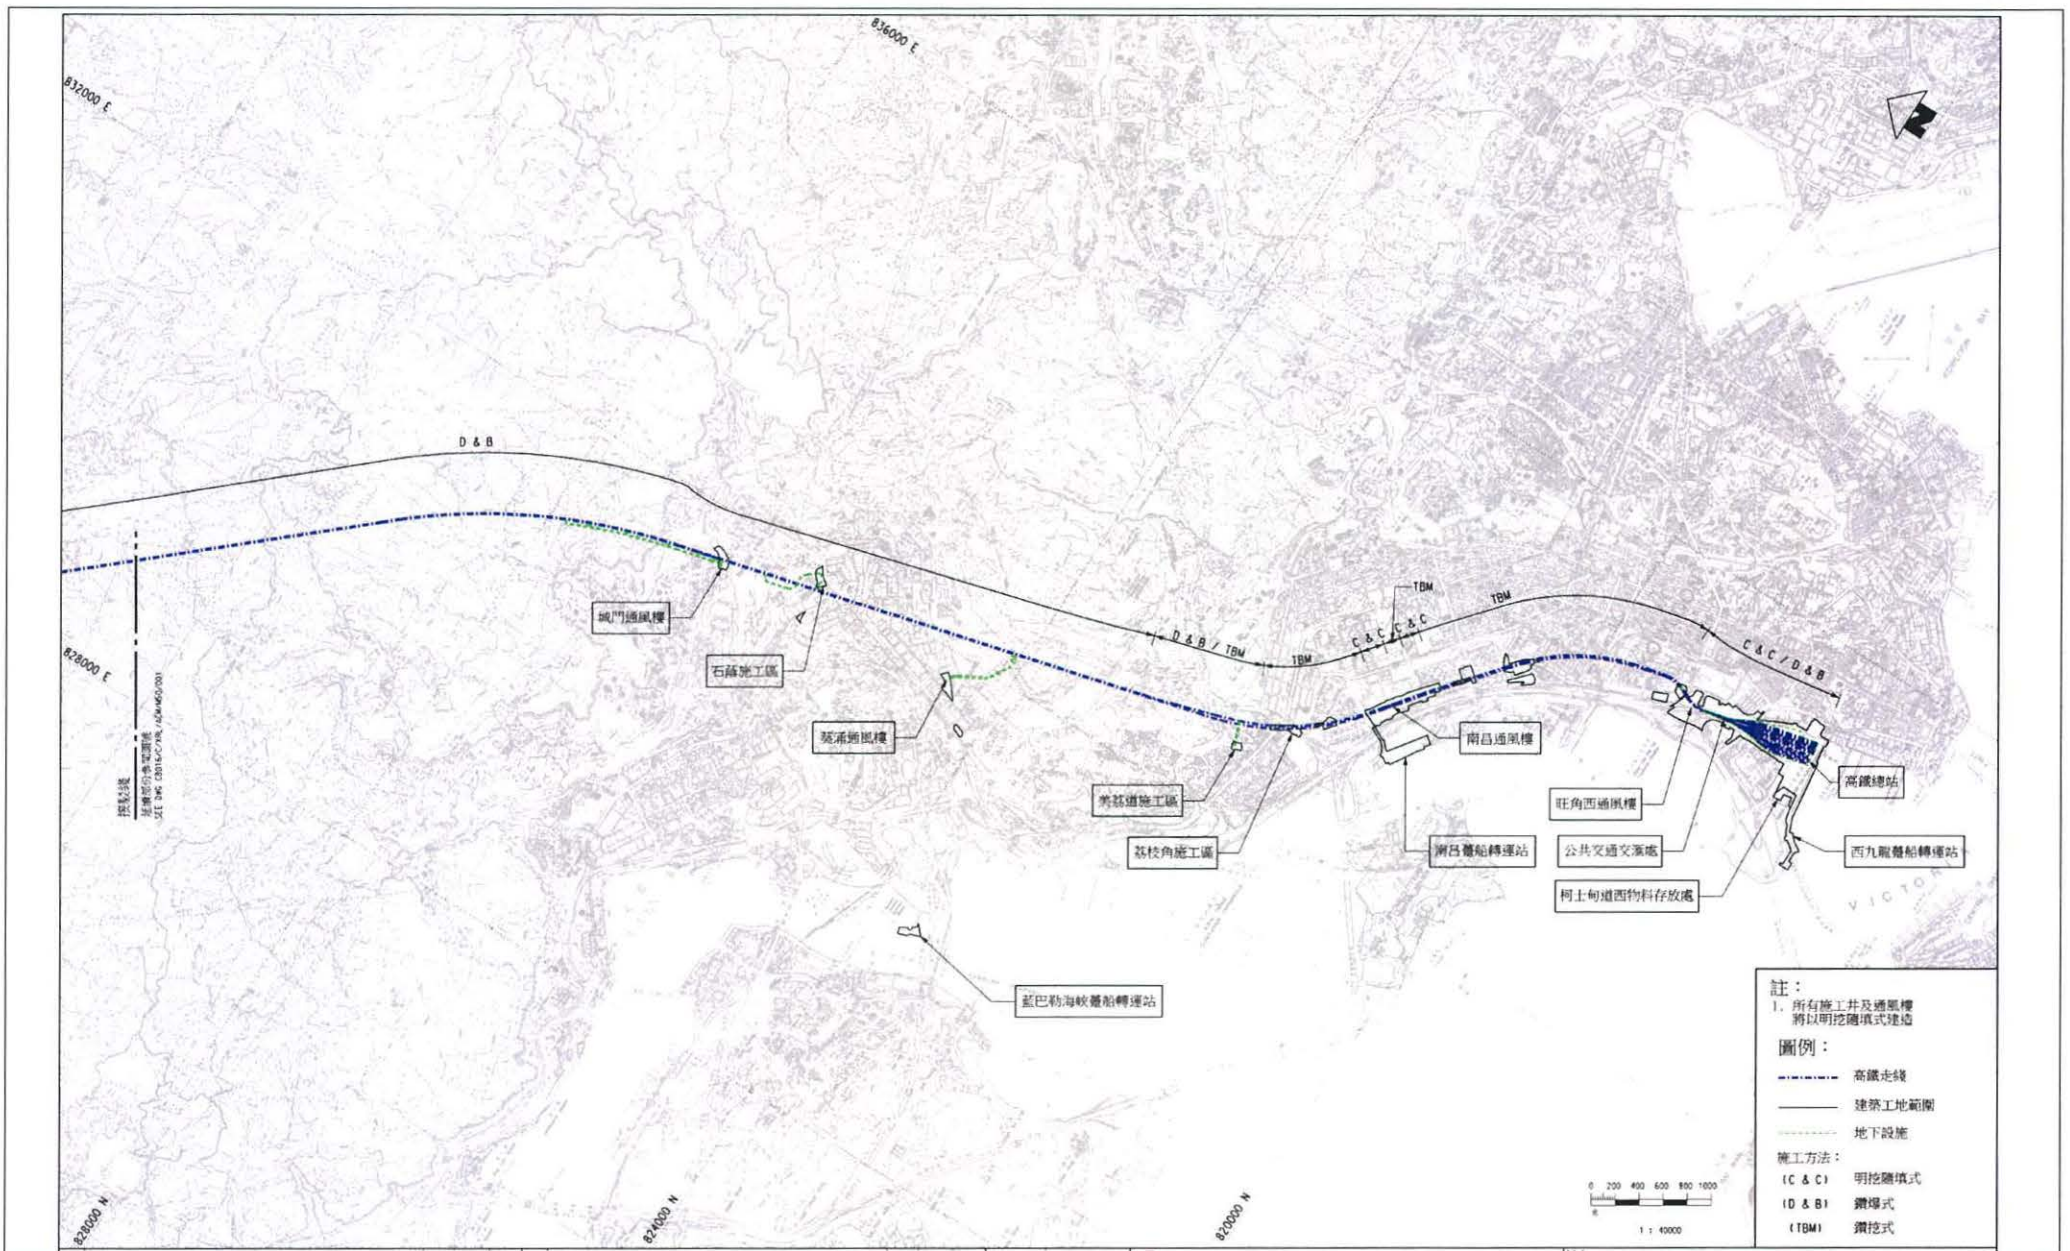 836000 E
832000 E
D & B
TBM
TBM
C & C
C & C
D & B / TBM
TBM
C & C / D & B
城門通風樓
828000 E
石蔭施工區
葵涌通風樓
南昌通風樓
接駁綫
美荔道施工區
旺角西通風樓
高鐵總站
荔枝角施工區
南昌躉船轉運站
公共交通交滙處
西九龍躉船轉運站
柯士甸道西物料存放處
藍巴勒海峽躉船轉運站
註：
1. 所有施工井及通風樓
將以明挖隨填式建造
圖例：
高鐵走綫
建築工地範圍
地下設施
施工方法：
(C & C) 明挖隨填式
(D & B) 鑽爆式
(TBM) 鑽挖式
0 200 400 600 800 1000
1 : 40000
828000 N
824000 N
820000 N